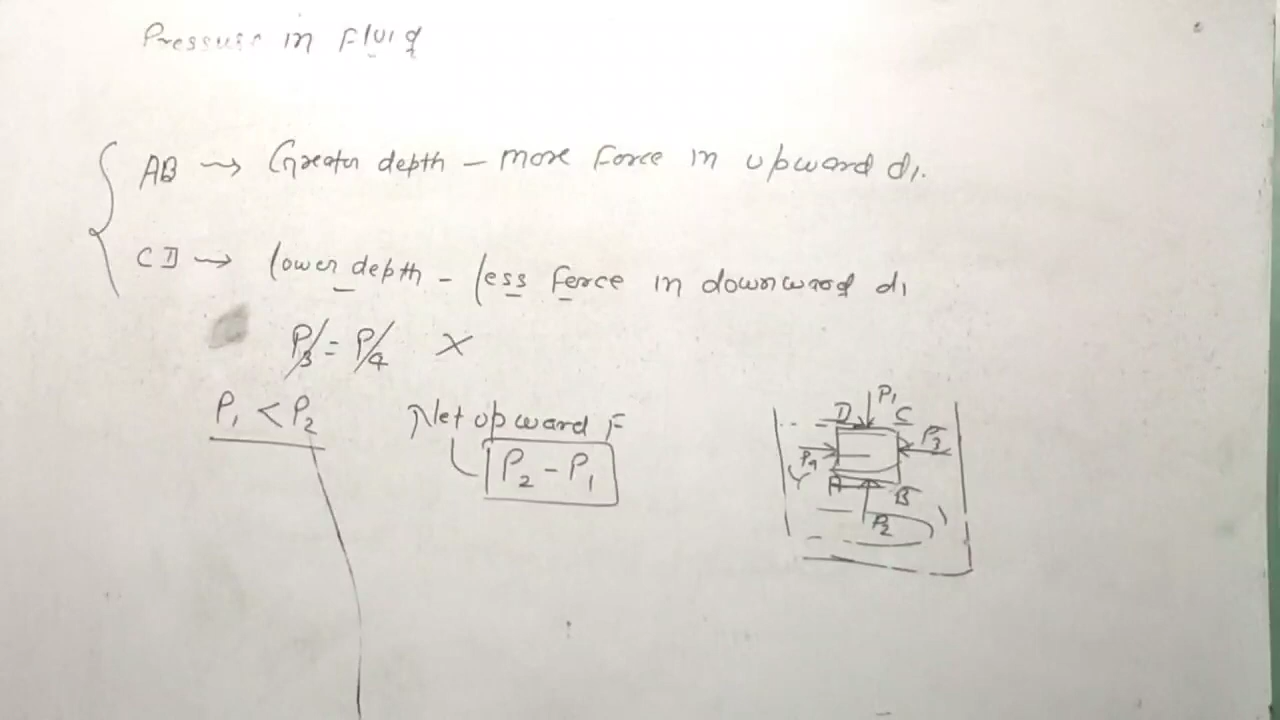 Pressure in Fluid
AB → Greater depth - more Force in upward di.
CD → lower depth - less Force in downward di
P3 = P4 ×
P1 < P2
Net upward F
P2 - P1
P1
D C
P4 P3
A B
P2